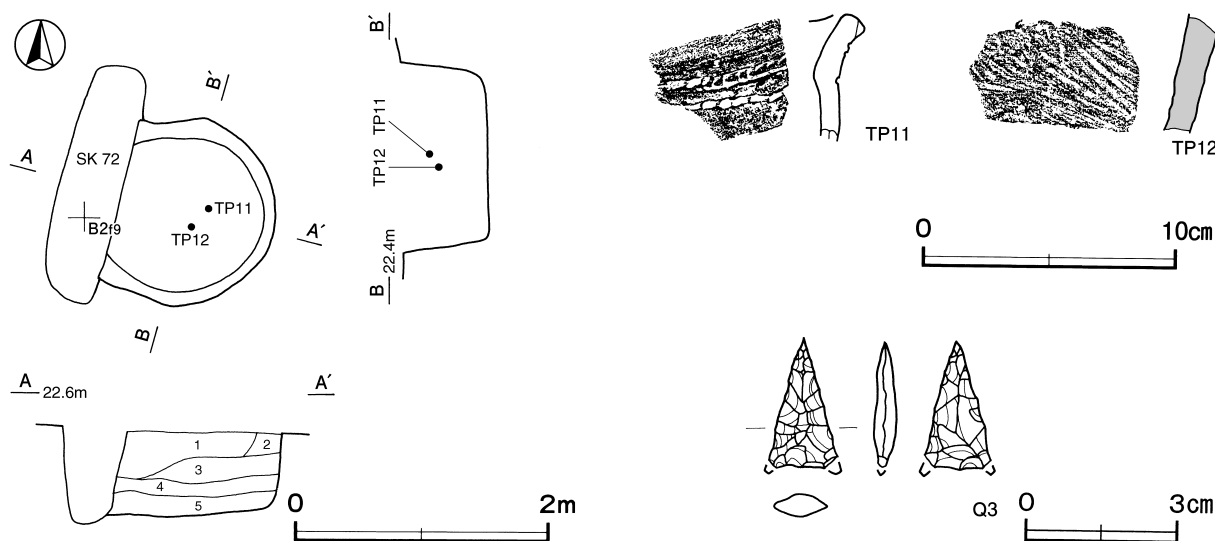 B´
A
SK 72
B2f9
TP11
TP12
A´
B
B´
TP11
TP12
B 22.4m
A 22.6m
A´
1
2
3
4
5
0 2m
TP11
TP12
0 10cm
Q3
0 3cm